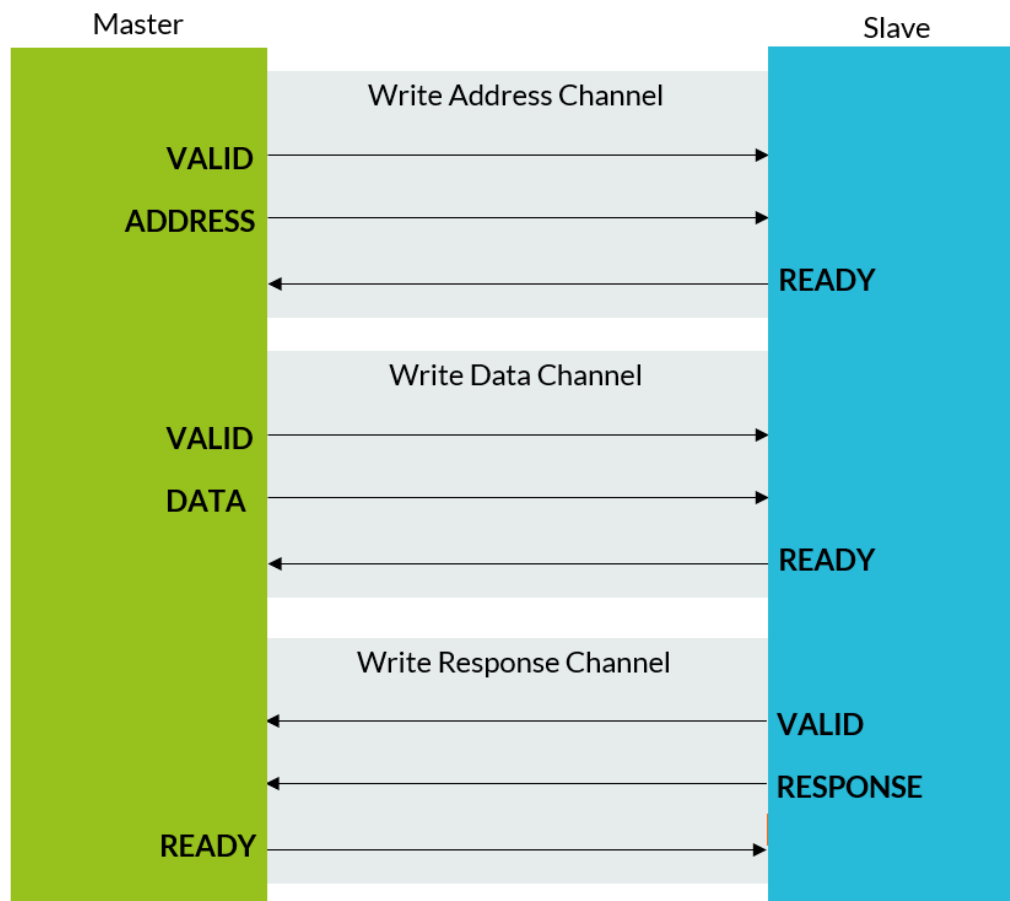 Master
Slave
Write Address Channel
VALID
ADDRESS
READY
Write Data Channel
VALID
DATA
READY
Write Response Channel
VALID
RESPONSE
READY